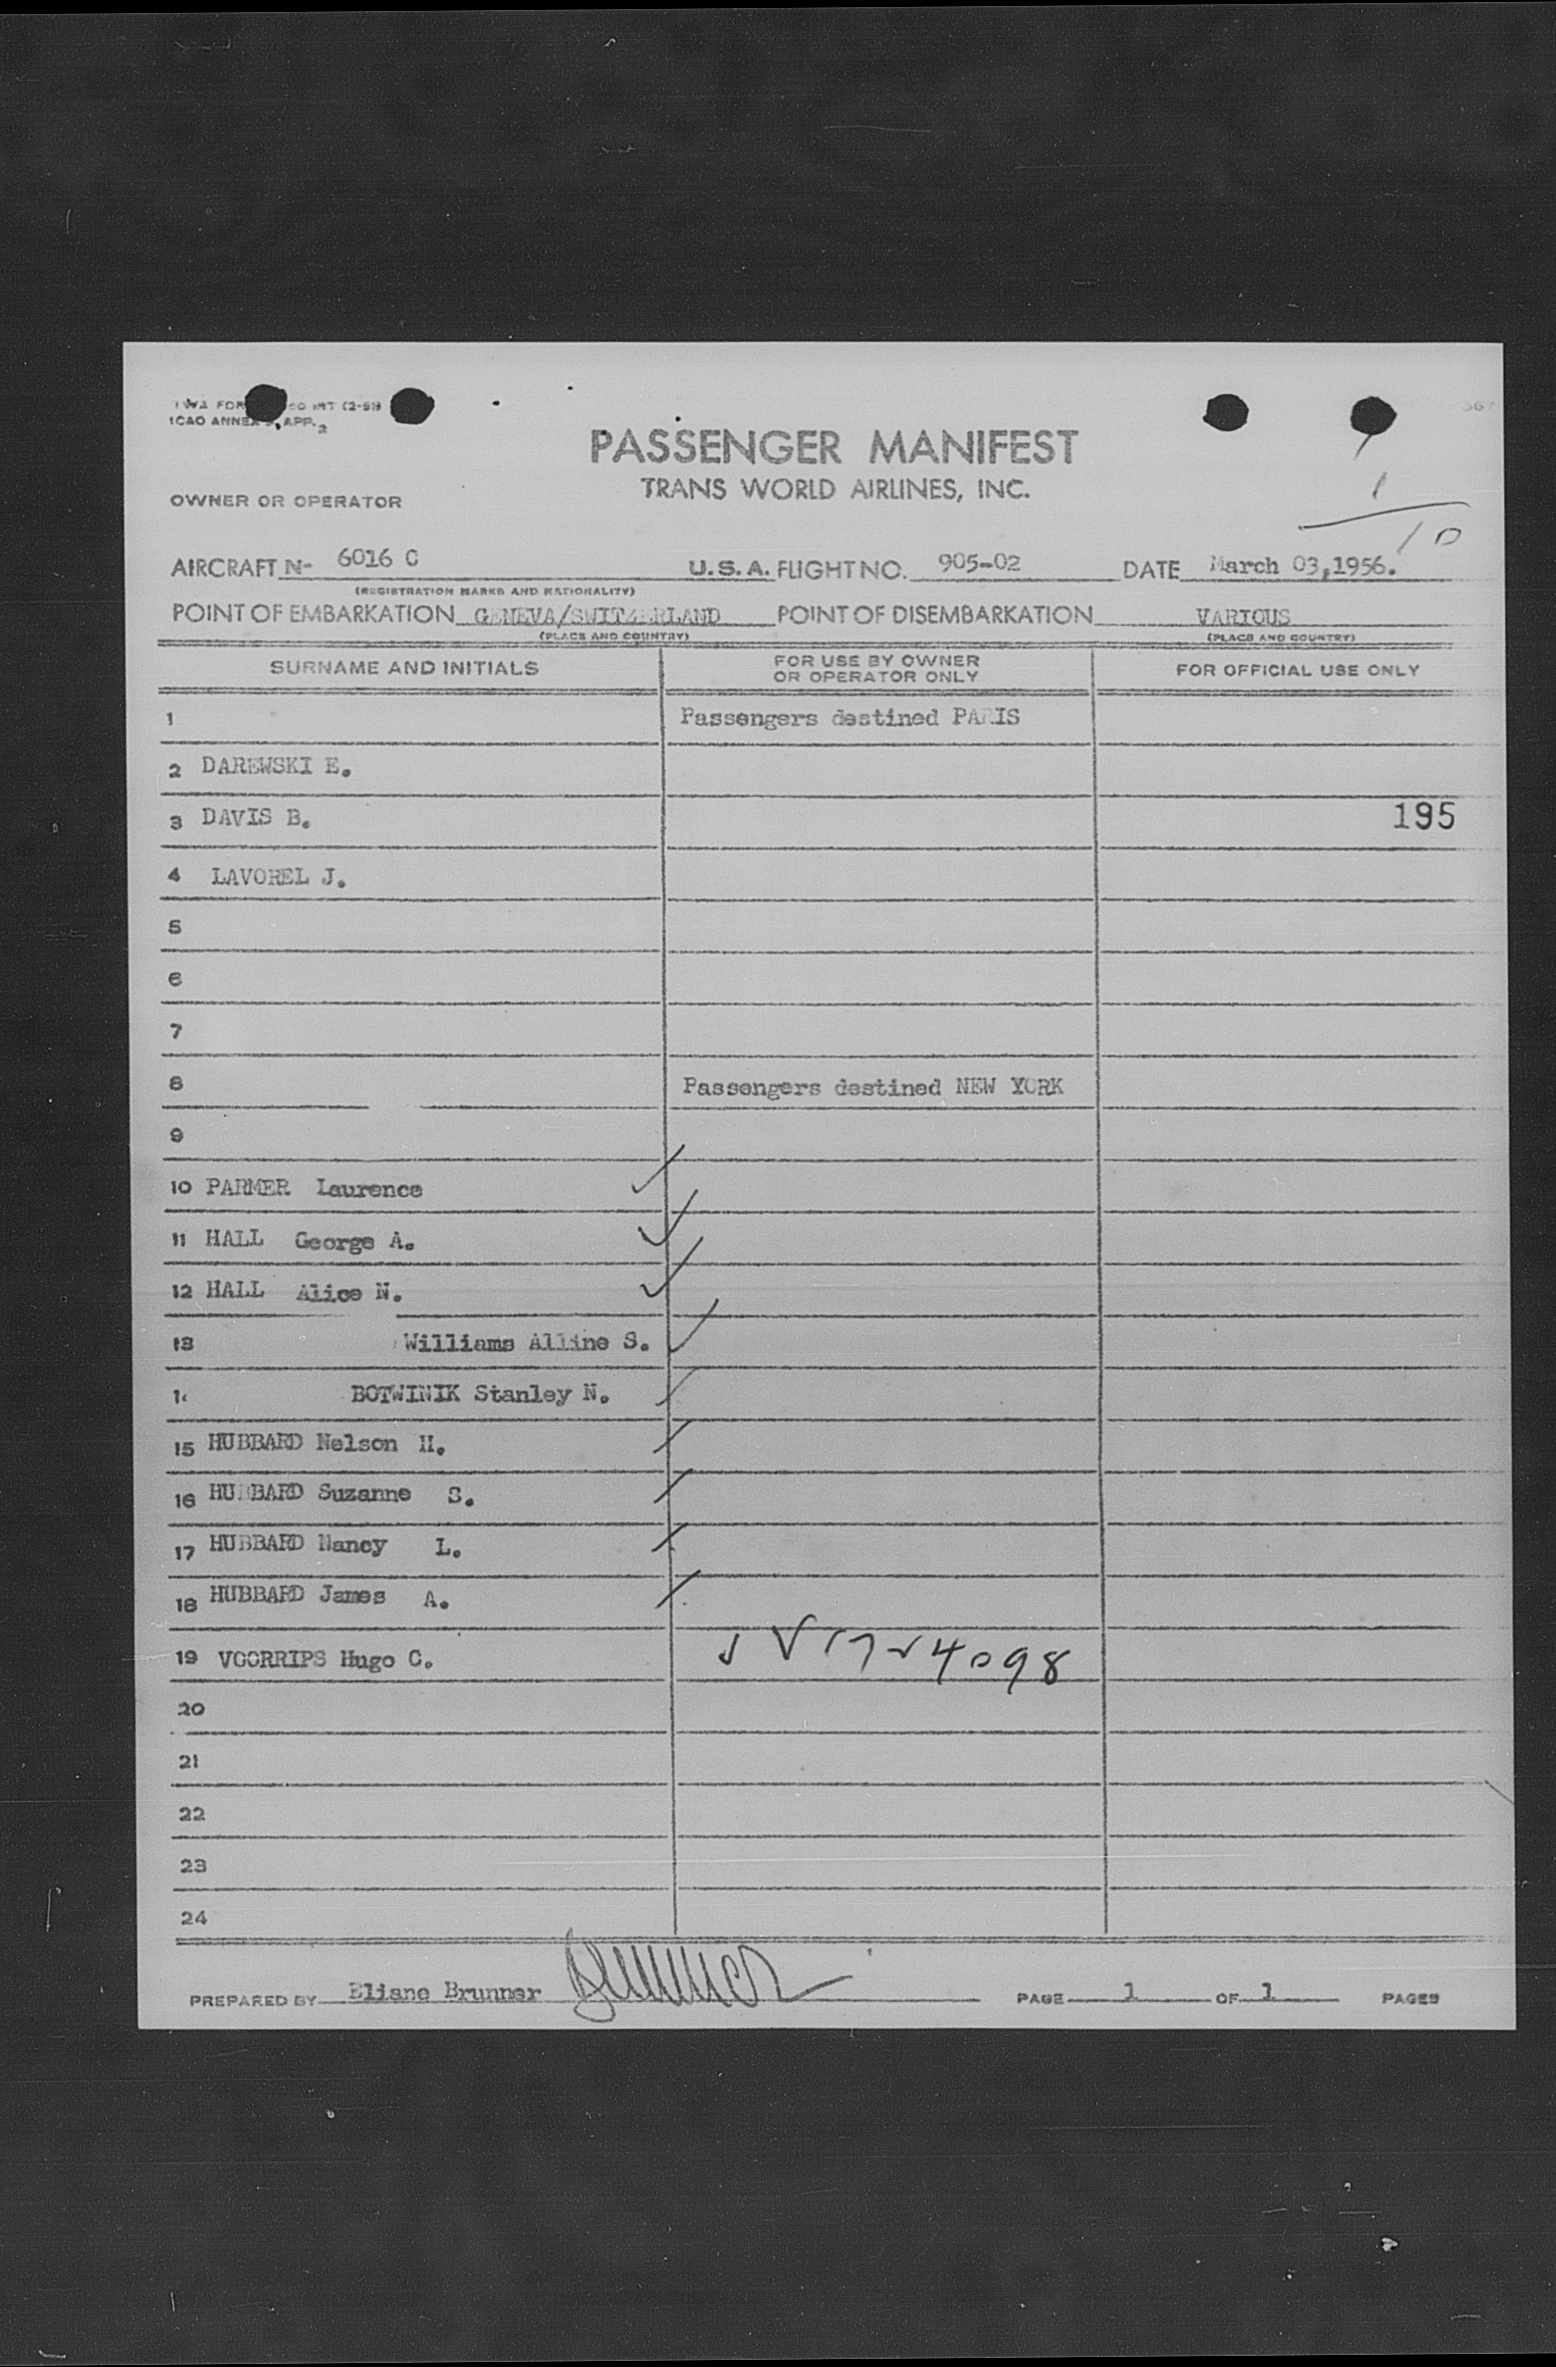 ICAO ANNEX 9, APP. 2
PASSENGER MANIFEST
TRANS WORLD AIRLINES, INC.
OWNER OR OPERATOR
AIRCRAFT N- 6016 C U.S.A. FLIGHT NO. 905-02 DATE March 03,1956.
(REGISTRATION MARKS AND NATIONALITY)
POINT OF EMBARKATION GENEVA/SWITZERLAND POINT OF DISEMBARKATION VARIOUS
(PLACE AND COUNTRY) (PLACE AND COUNTRY)
SURNAME AND INITIALS FOR USE BY OWNER OR OPERATOR ONLY FOR OFFICIAL USE ONLY
1 Passengers destined PARIS
2 DAREWSKI E.
3 DAVIS B. 195
4 LAVOREL J.
5
6
7
8 Passengers destined NEW YORK
9
10 PARMER Laurence
11 HALL George A.
12 HALL Alice N.
13 Williams Alline S.
14 BOTWINIK Stanley N.
15 HUBBARD Nelson H.
16 HUBBARD Suzanne S.
17 HUBBARD Nancy L.
18 HUBBARD James A.
19 VOORRIPS Hugo C.
20
21
22
23
24
PREPARED BY Eliane Brunner PAGE 1 OF 1 PAGES